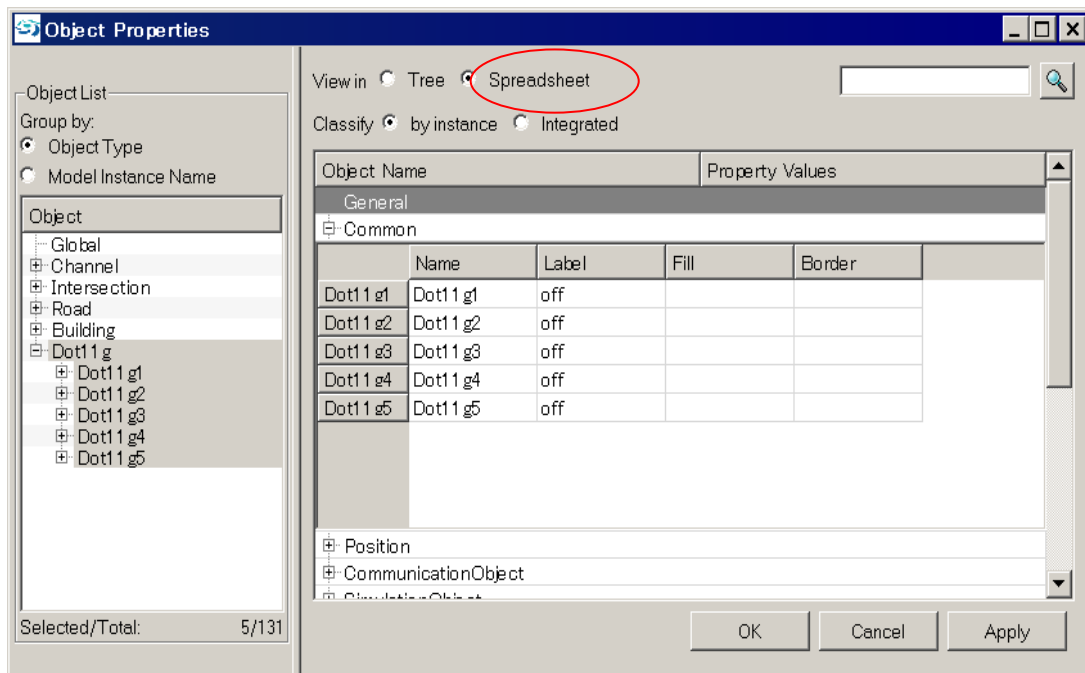 Object Properties
Object List
Group by:
Object Type
Model Instance Name
Object
Global
Channel
Intersection
Road
Building
Dot11g
Dot11g1
Dot11g2
Dot11g3
Dot11g4
Dot11g5
Selected/Total: 5/131
View in Tree Spreadsheet
Classify by instance Integrated
Object Name Property Values
General
Common
Name Label Fill Border
Dot11g1 Dot11g1 off
Dot11g2 Dot11g2 off
Dot11g3 Dot11g3 off
Dot11g4 Dot11g4 off
Dot11g5 Dot11g5 off
Position
CommunicationObject
SimulationObject
OK Cancel Apply